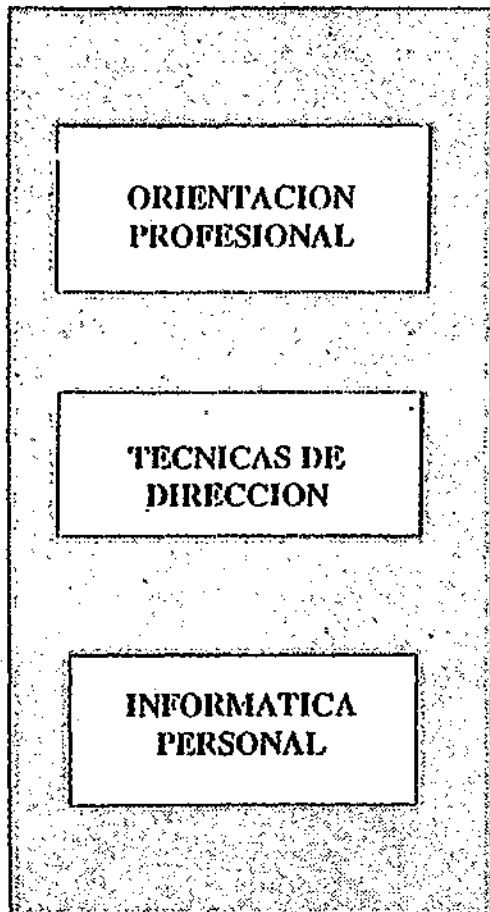 ORIENTACION
PROFESIONAL
TECNICAS DE
DIRECCION
INFORMATICA
PERSONAL